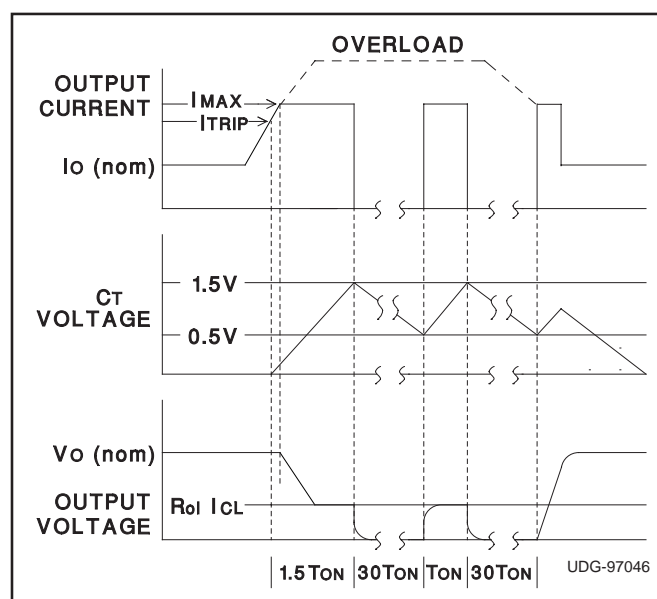 OVERLOAD
OUTPUT
CURRENT
IMAX
ITRIP
IO (nom)
CT
VOLTAGE
1.5V
0.5V
VO (nom)
OUTPUT
VOLTAGE
Rol ICL
1.5TON 30TON TON 30TON
UDG-97046